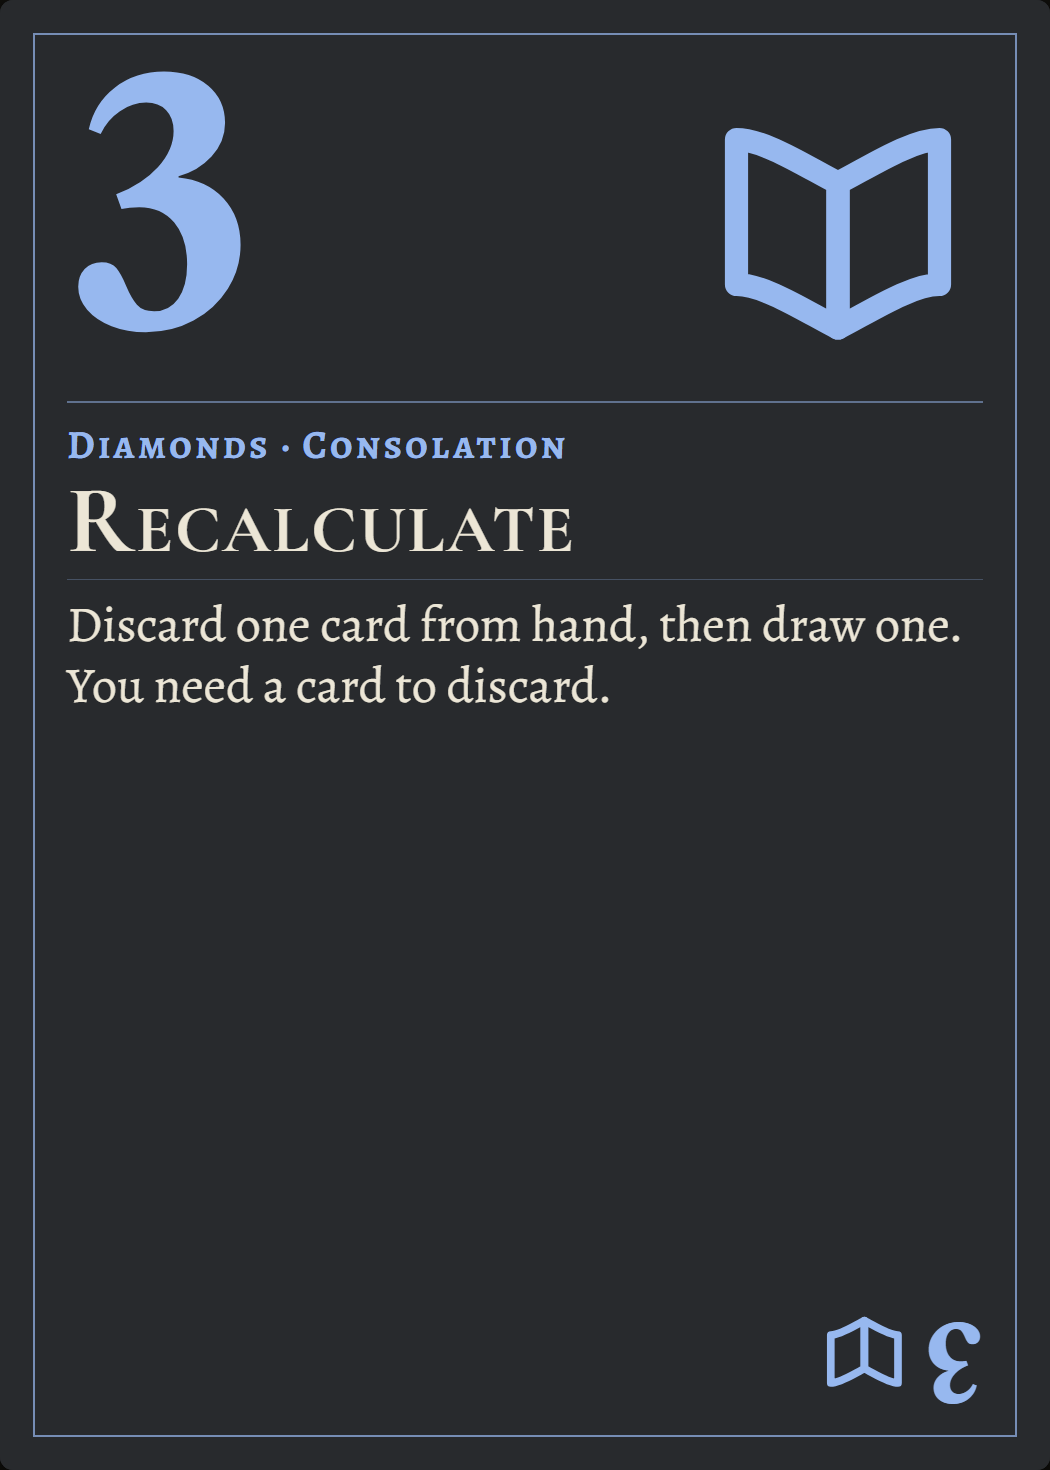 3
Diamonds · Consolation
Recalculate
Discard one card from hand, then draw one.
You need a card to discard.
3